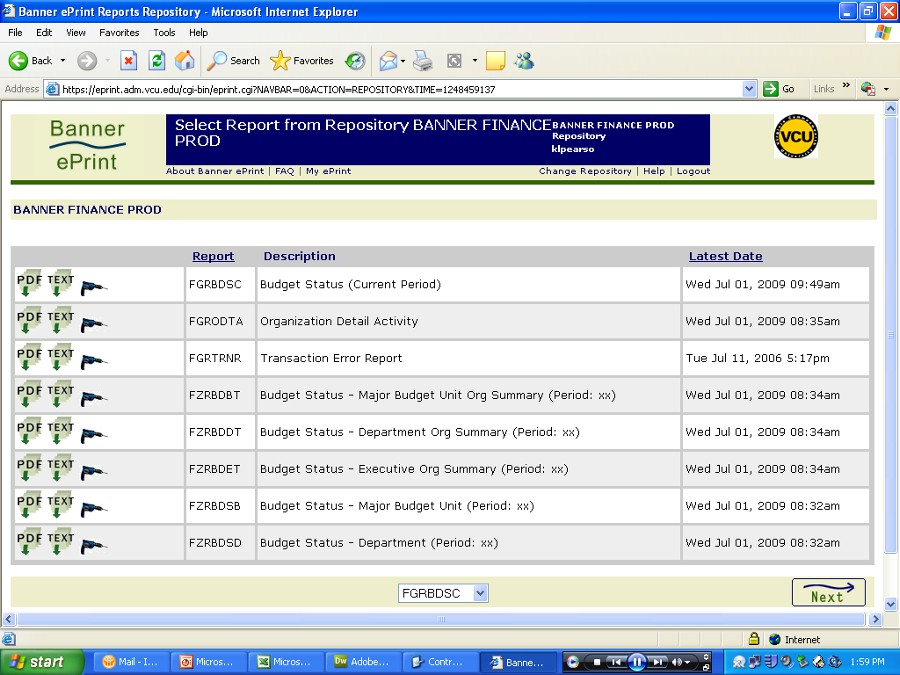 Banner ePrint Reports Repository - Microsoft Internet Explorer
File Edit View Favorites Tools Help
Back Search Favorites
Address https://eprint.adm.vcu.edu/cgi-bin/eprint.cgi?NAVBAR=0&ACTION=REPOSITORY&TIME=1248459137 Go Links »
Banner
ePrint
Select Report from Repository BANNER FINANCE
PROD
BANNER FINANCE PROD
Repository
klpearso
VCU
About Banner ePrint | FAQ | My ePrint
Change Repository | Help | Logout
BANNER FINANCE PROD
Report Description Latest Date
PDF TEXT FGRBDSC Budget Status (Current Period) Wed Jul 01, 2009 09:49am
PDF TEXT FGRODTA Organization Detail Activity Wed Jul 01, 2009 08:35am
PDF TEXT FGRTRNR Transaction Error Report Tue Jul 11, 2006 5:17pm
PDF TEXT FZRBDBT Budget Status - Major Budget Unit Org Summary (Period: xx) Wed Jul 01, 2009 08:34am
PDF TEXT FZRBDDT Budget Status - Department Org Summary (Period: xx) Wed Jul 01, 2009 08:34am
PDF TEXT FZRBDET Budget Status - Executive Org Summary (Period: xx) Wed Jul 01, 2009 08:34am
PDF TEXT FZRBDSB Budget Status - Major Budget Unit (Period: xx) Wed Jul 01, 2009 08:32am
PDF TEXT FZRBDSD Budget Status - Department (Period: xx) Wed Jul 01, 2009 08:32am
FGRBDSC Next
Internet
start Mail - I... Micros... Micros... Dw Adobe... Contr... Banne... 1:59 PM